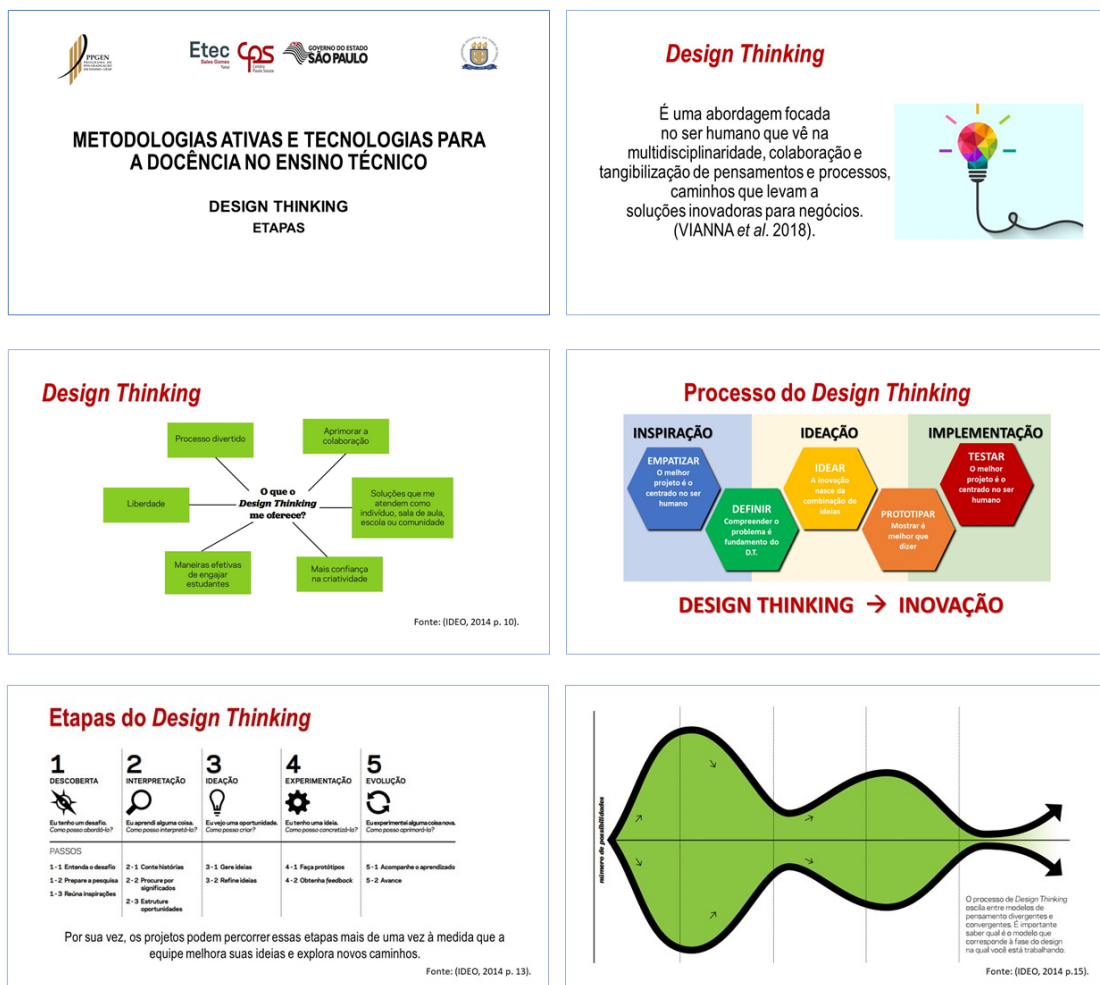 PPGEN
Etec
Sales Gomes
Tatuí
CPS
Centro
Paula Souza
GOVERNO DO ESTADO
SÃO PAULO
METODOLOGIAS ATIVAS E TECNOLOGIAS PARA
A DOCÊNCIA NO ENSINO TÉCNICO
DESIGN THINKING
ETAPAS
Design Thinking
É uma abordagem focada
no ser humano que vê na
multidisciplinaridade, colaboração e
tangibilização de pensamentos e processos,
caminhos que levam a
soluções inovadoras para negócios.
(VIANNA et al. 2018).
Design Thinking
Processo divertido
Aprimorar a
colaboração
Liberdade
O que o
Design Thinking
me oferece?
Soluções que me
atendem como
indivíduo, sala de aula,
escola ou comunidade
Maneiras efetivas
de engajar
estudantes
Mais confiança
na criatividade
Fonte: (IDEO, 2014 p. 10).
Processo do Design Thinking
INSPIRAÇÃO
IDEAÇÃO
IMPLEMENTAÇÃO
EMPATIZAR
O melhor
projeto é o
centrado no ser
humano
DEFINIR
Compreender o
problema é
fundamento do
D.T.
IDEAR
A inovação
nasce da
combinação de
ideias
PROTOTIPAR
Mostrar é
melhor que
dizer
TESTAR
O melhor
projeto é o
centrado no ser
humano
DESIGN THINKING → INOVAÇÃO
Etapas do Design Thinking
1
DESCOBERTA
Eu tenho um desafio.
Como posso abordá-lo?
2
INTERPRETAÇÃO
Eu aprendi alguma coisa.
Como posso interpretá-la?
3
IDEAÇÃO
Eu vejo uma oportunidade.
Como posso criar?
4
EXPERIMENTAÇÃO
Eu tenho uma ideia.
Como posso concretizá-la?
5
EVOLUÇÃO
Eu experimentei alguma coisa nova.
Como posso aprimorá-la?
PASSOS
1 - 1 Entenda o desafio
1 - 2 Prepare a pesquisa
1 - 3 Reúna inspirações
2 - 1 Conte histórias
2 - 2 Procure por
significados
2 - 3 Estruture
oportunidades
3 - 1 Gere ideias
3 - 2 Refine ideias
4 - 1 Faça protótipos
4 - 2 Obtenha feedback
5 - 1 Acompanhe o aprendizado
5 - 2 Avance
Por sua vez, os projetos podem percorrer essas etapas mais de uma vez à medida que a
equipe melhora suas ideias e explora novos caminhos.
Fonte: (IDEO, 2014 p. 13).
número de possibilidades
O processo de Design Thinking
oscila entre modelos de
pensamento divergentes e
convergentes. É importante
saber qual é o modelo que
corresponde à fase do design
na qual você está trabalhando.
Fonte: (IDEO, 2014 p.15).